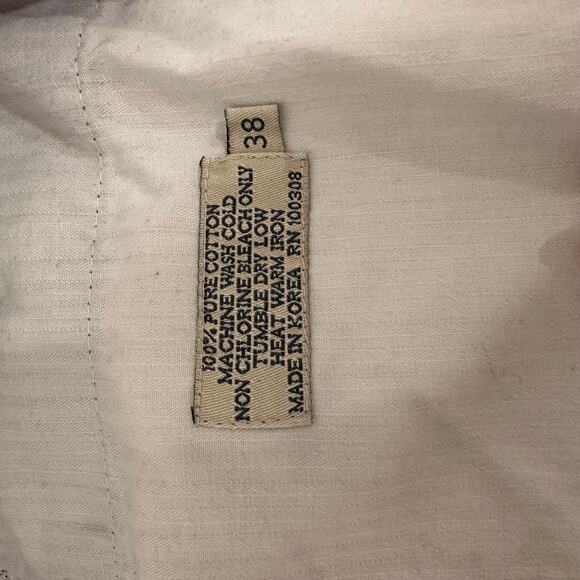 38
100% PURE COTTON
MACHINE WASH COLD
NON CHLORINE BLEACH ONLY
TUMBLE DRY LOW
HEAT WARM IRON
MADE IN KOREA RN 100308